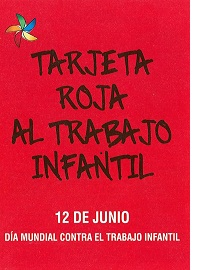 TARJETA
ROJA
AL TRABAJO
INFANTIL
12 DE JUNIO
DÍA MUNDIAL CONTRA EL TRABAJO INFANTIL